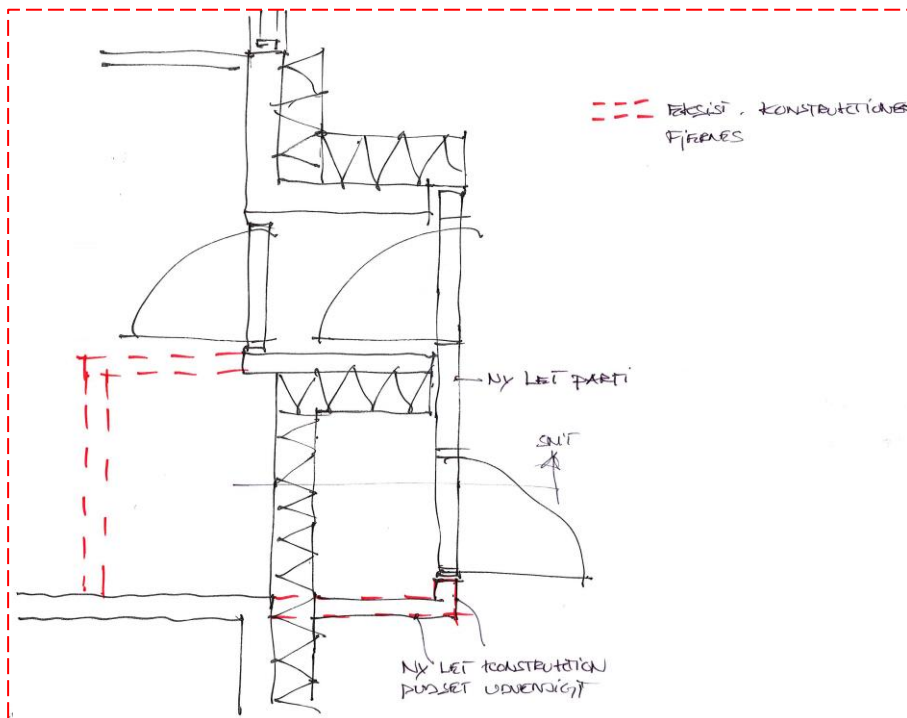 EKSIST. KONSTRUKTIONER
FJERNES
NY LET PARTI
SNIT
NY LET KONSTRUKTION
PUDSET UDVENDIGT